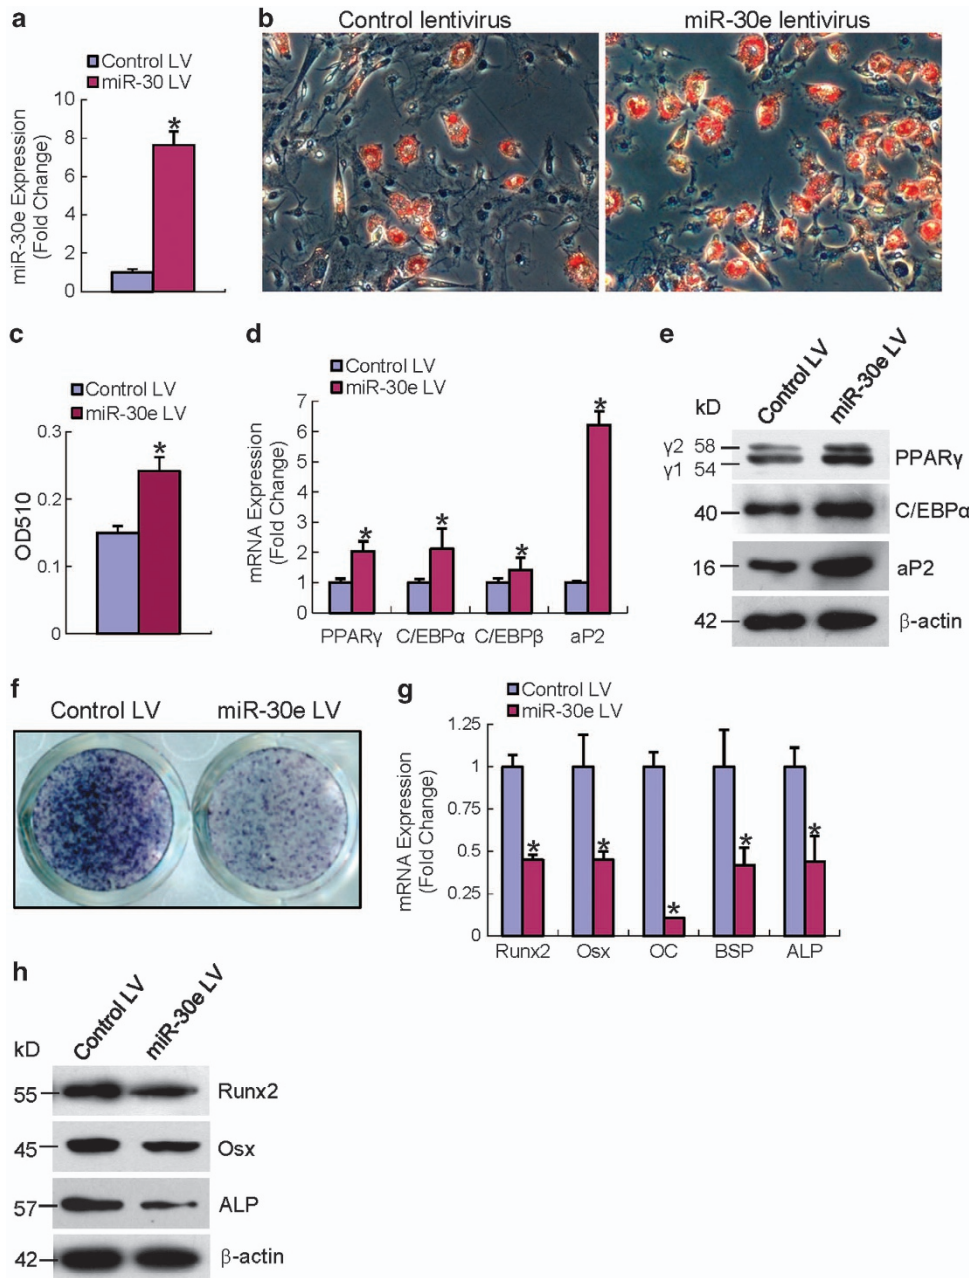 a
Control LV
miR-30 LV
miR-30e Expression
(Fold Change)
10
8
6
4
2
0
*
b
Control lentivirus
miR-30e lentivirus
c
Control LV
miR-30e LV
OD510
0.3
0.2
0.1
0
*
d
Control LV
miR-30e LV
mRNA Expression
(Fold Change)
7
6
5
4
3
2
1
0
* * * *
PPARγ C/EBPα C/EBPβ aP2
e
Control LV
miR-30e LV
kD
γ2 58
γ1 54
PPARγ
40
C/EBPα
16
aP2
42
β-actin
f
Control LV
miR-30e LV
g
Control LV
miR-30e LV
mRNA Expression
(Fold Change)
1.25
1
0.75
0.5
0.25
0
* * * * *
Runx2 Osx OC BSP ALP
h
Control LV
miR-30e LV
kD
55
Runx2
45
Osx
57
ALP
42
β-actin